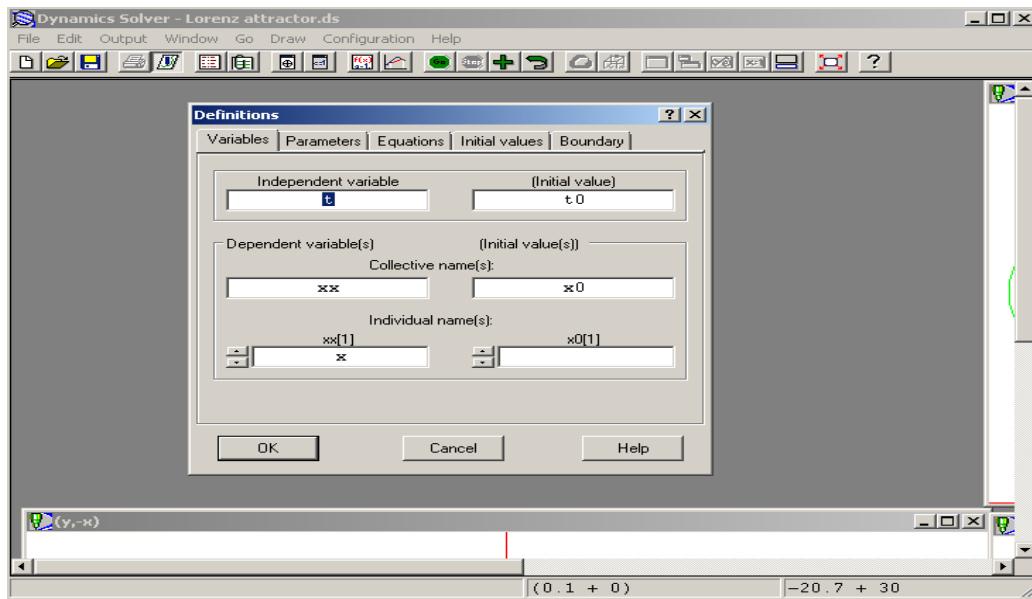 Dynamics Solver - Lorenz attractor.ds
File Edit Output Window Go Draw Configuration Help
Go Stop ?
Definitions
Variables Parameters Equations Initial values Boundary
Independent variable (Initial value)
t t0
Dependent variable(s) (Initial value(s))
Collective name(s):
xx x0
Individual name(s):
xx[1] x0[1]
x
OK Cancel Help
(y,-x)
(0.1 + 0) -20.7 + 30